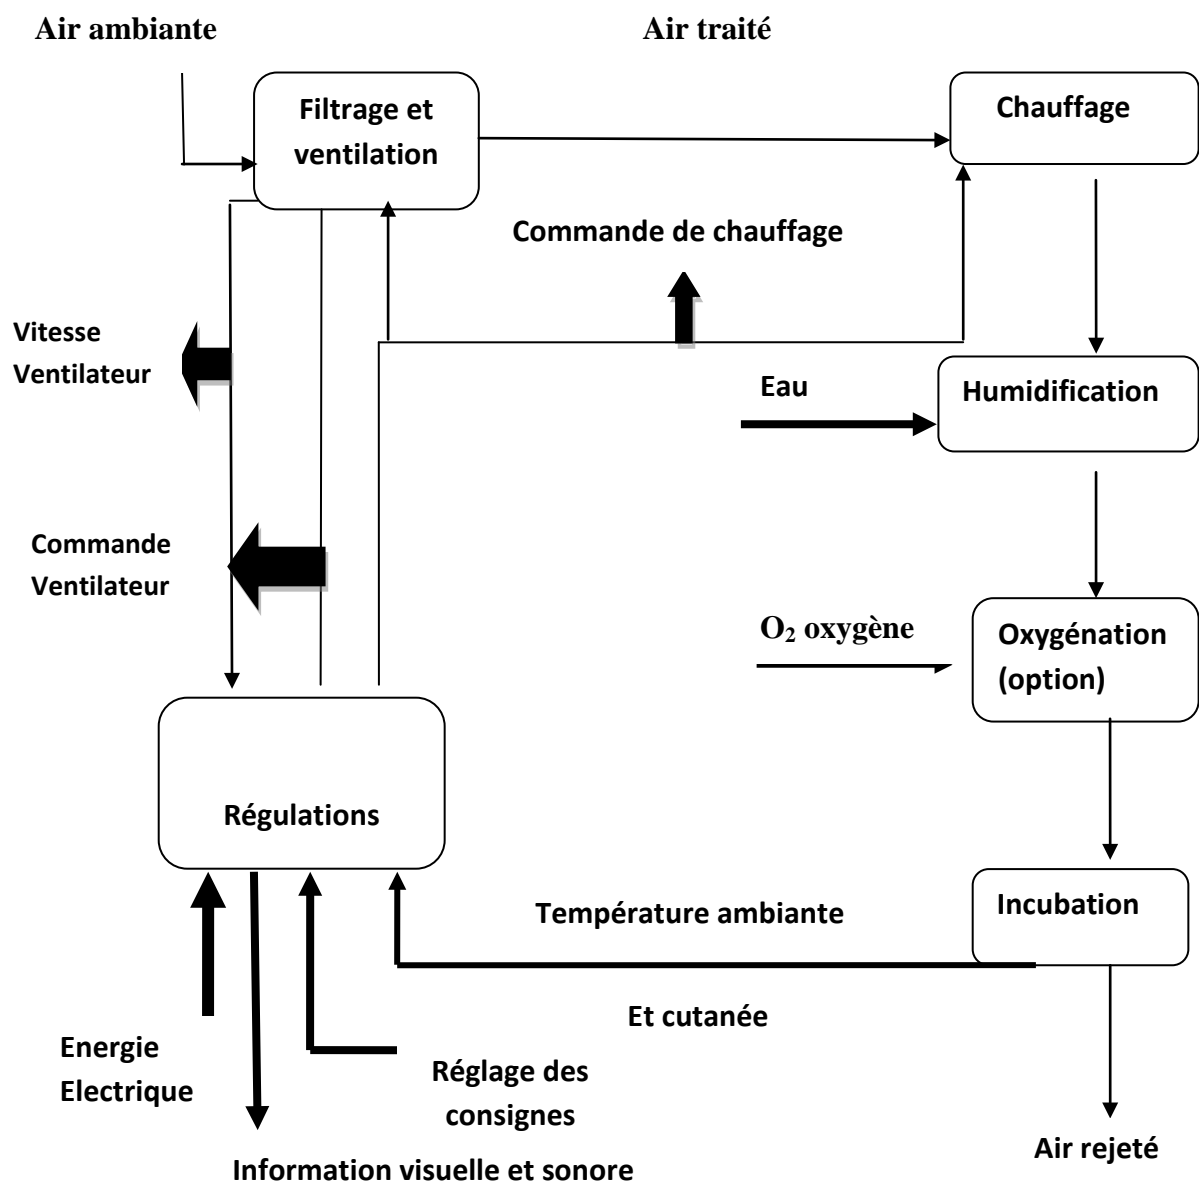 Air ambiante
Air traité
Filtrage et
ventilation
Chauffage
Commande de chauffage
Vitesse
Ventilateur
Eau
Humidification
Commande
Ventilateur
O₂ oxygène
Oxygénation
(option)
Régulations
Incubation
Température ambiante
Et cutanée
Energie
Electrique
Réglage des
consignes
Air rejeté
Information visuelle et sonore